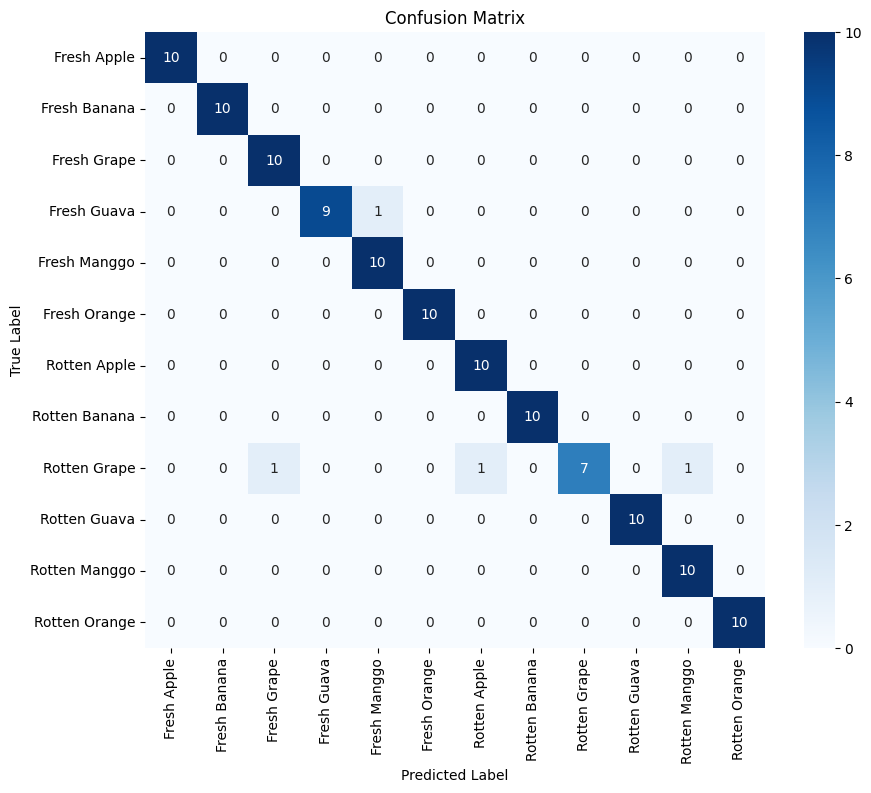 Confusion Matrix
Fresh Apple 10 0 0 0 0 0 0 0 0 0 0 0
Fresh Banana 0 10 0 0 0 0 0 0 0 0 0 0
Fresh Grape 0 0 10 0 0 0 0 0 0 0 0 0
Fresh Guava 0 0 0 9 1 0 0 0 0 0 0 0
Fresh Manggo 0 0 0 0 10 0 0 0 0 0 0 0
Fresh Orange 0 0 0 0 0 10 0 0 0 0 0 0
Rotten Apple 0 0 0 0 0 0 10 0 0 0 0 0
Rotten Banana 0 0 0 0 0 0 0 10 0 0 0 0
Rotten Grape 0 0 1 0 0 0 1 0 7 0 1 0
Rotten Guava 0 0 0 0 0 0 0 0 0 10 0 0
Rotten Manggo 0 0 0 0 0 0 0 0 0 0 10 0
Rotten Orange 0 0 0 0 0 0 0 0 0 0 0 10
True Label
Fresh Apple
Fresh Banana
Fresh Grape
Fresh Guava
Fresh Manggo
Fresh Orange
Rotten Apple
Rotten Banana
Rotten Grape
Rotten Guava
Rotten Manggo
Rotten Orange
Predicted Label
10
8
6
4
2
0